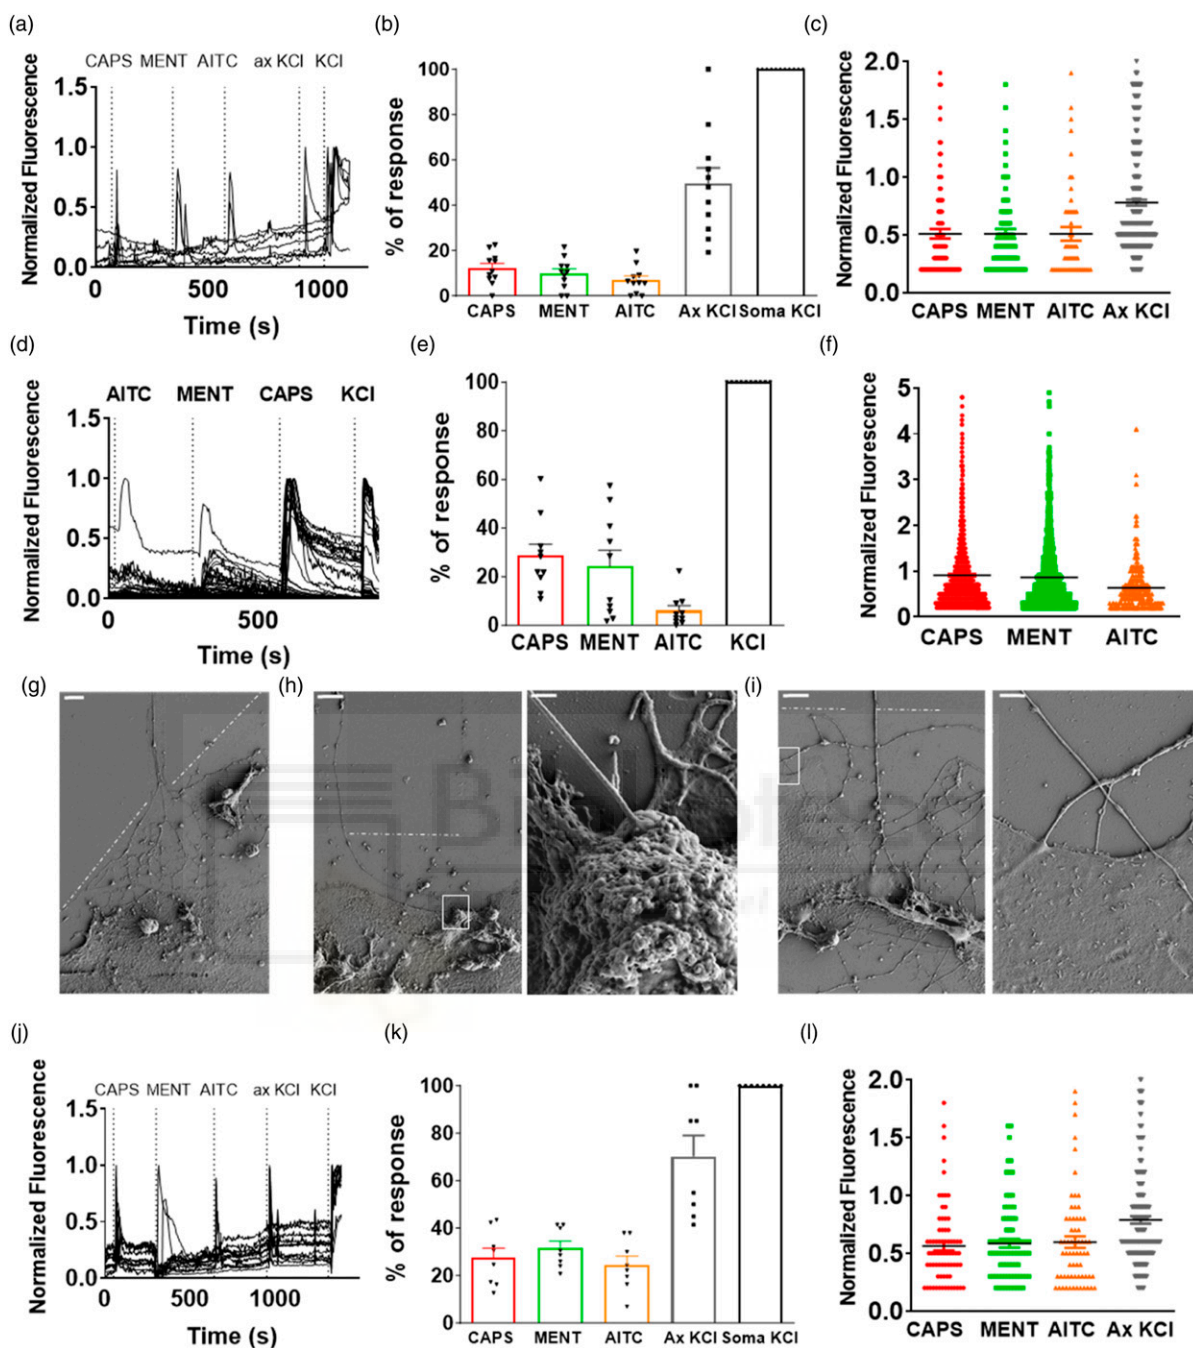 (a)
CAPS MENT AITC ax KCl KCl
Normalized Fluorescence
1.5
1.0
0.5
0.0
0 500 1000
Time (s)
(b)
% of response
100
80
60
40
20
0
CAPS MENT AITC Ax KCl Soma KCl
(c)
Normalized Fluorescence
2.0
1.5
1.0
0.5
0.0
CAPS MENT AITC Ax KCl
(d)
AITC MENT CAPS KCl
Normalized Fluorescence
1.5
1.0
0.5
0.0
0 500
Time (s)
(e)
% of response
100
80
60
40
20
0
CAPS MENT AITC KCl
(f)
Normalized Fluorescence
5
4
3
2
1
0
CAPS MENT AITC
(g)
(h)
(i)
(j)
CAPS MENT AITC ax KCl KCl
Normalized Fluorescence
1.5
1.0
0.5
0.0
0 500 1000
Time (s)
(k)
% of response
100
80
60
40
20
0
CAPS MENT AITC Ax KCl Soma KCl
(l)
Normalized Fluorescence
2.0
1.5
1.0
0.5
0.0
CAPS MENT AITC Ax KCl